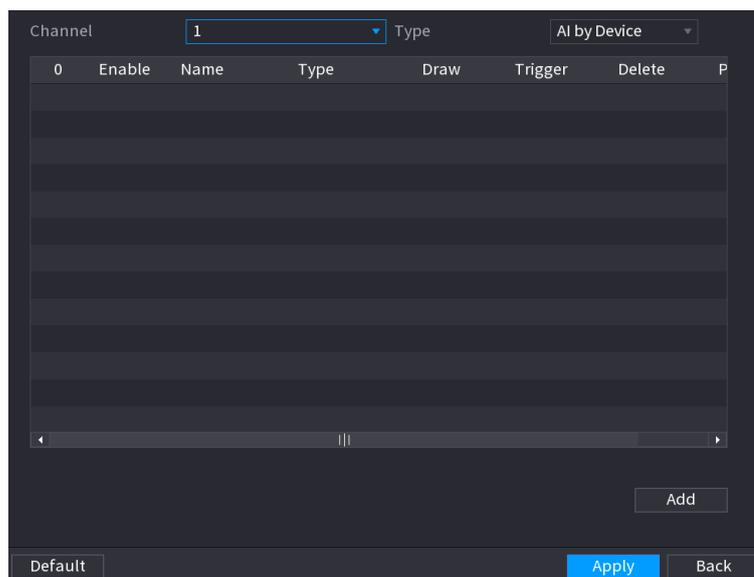 Channel 1 Type AI by Device
0 Enable Name Type Draw Trigger Delete P
Add
Default Apply Back